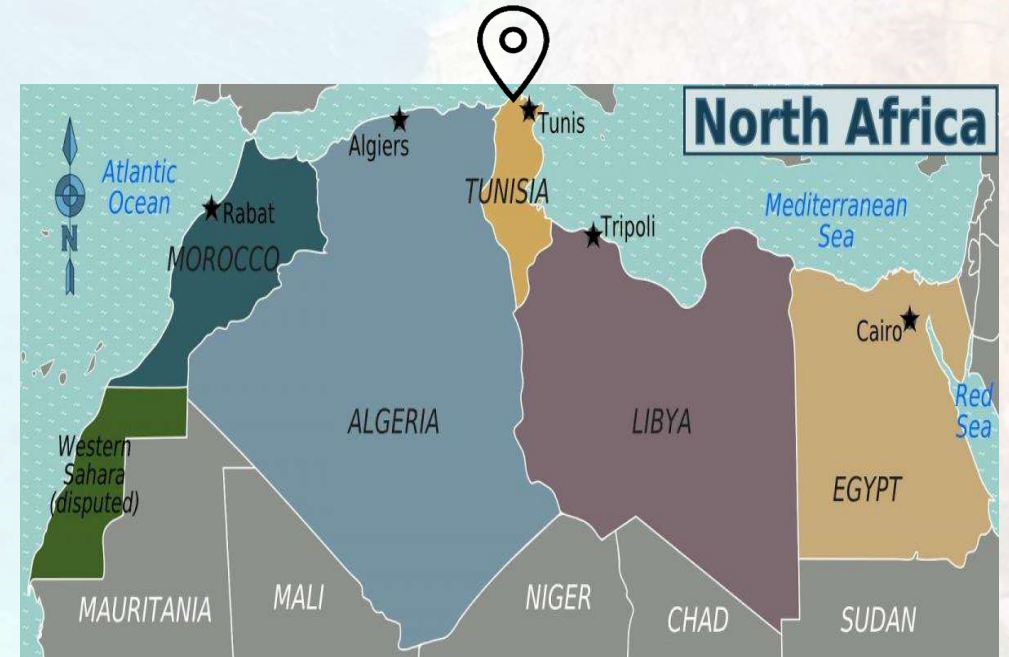 North Africa
Tunis
Algiers
Atlantic
Ocean
TUNISIA
Rabat
Mediterranean
Sea
Tripoli
N
MOROCCO
Cairo
Red
Sea
ALGERIA
LIBYA
Western
Sahara
(disputed)
EGYPT
MAURITANIA
MALI
NIGER
CHAD
SUDAN